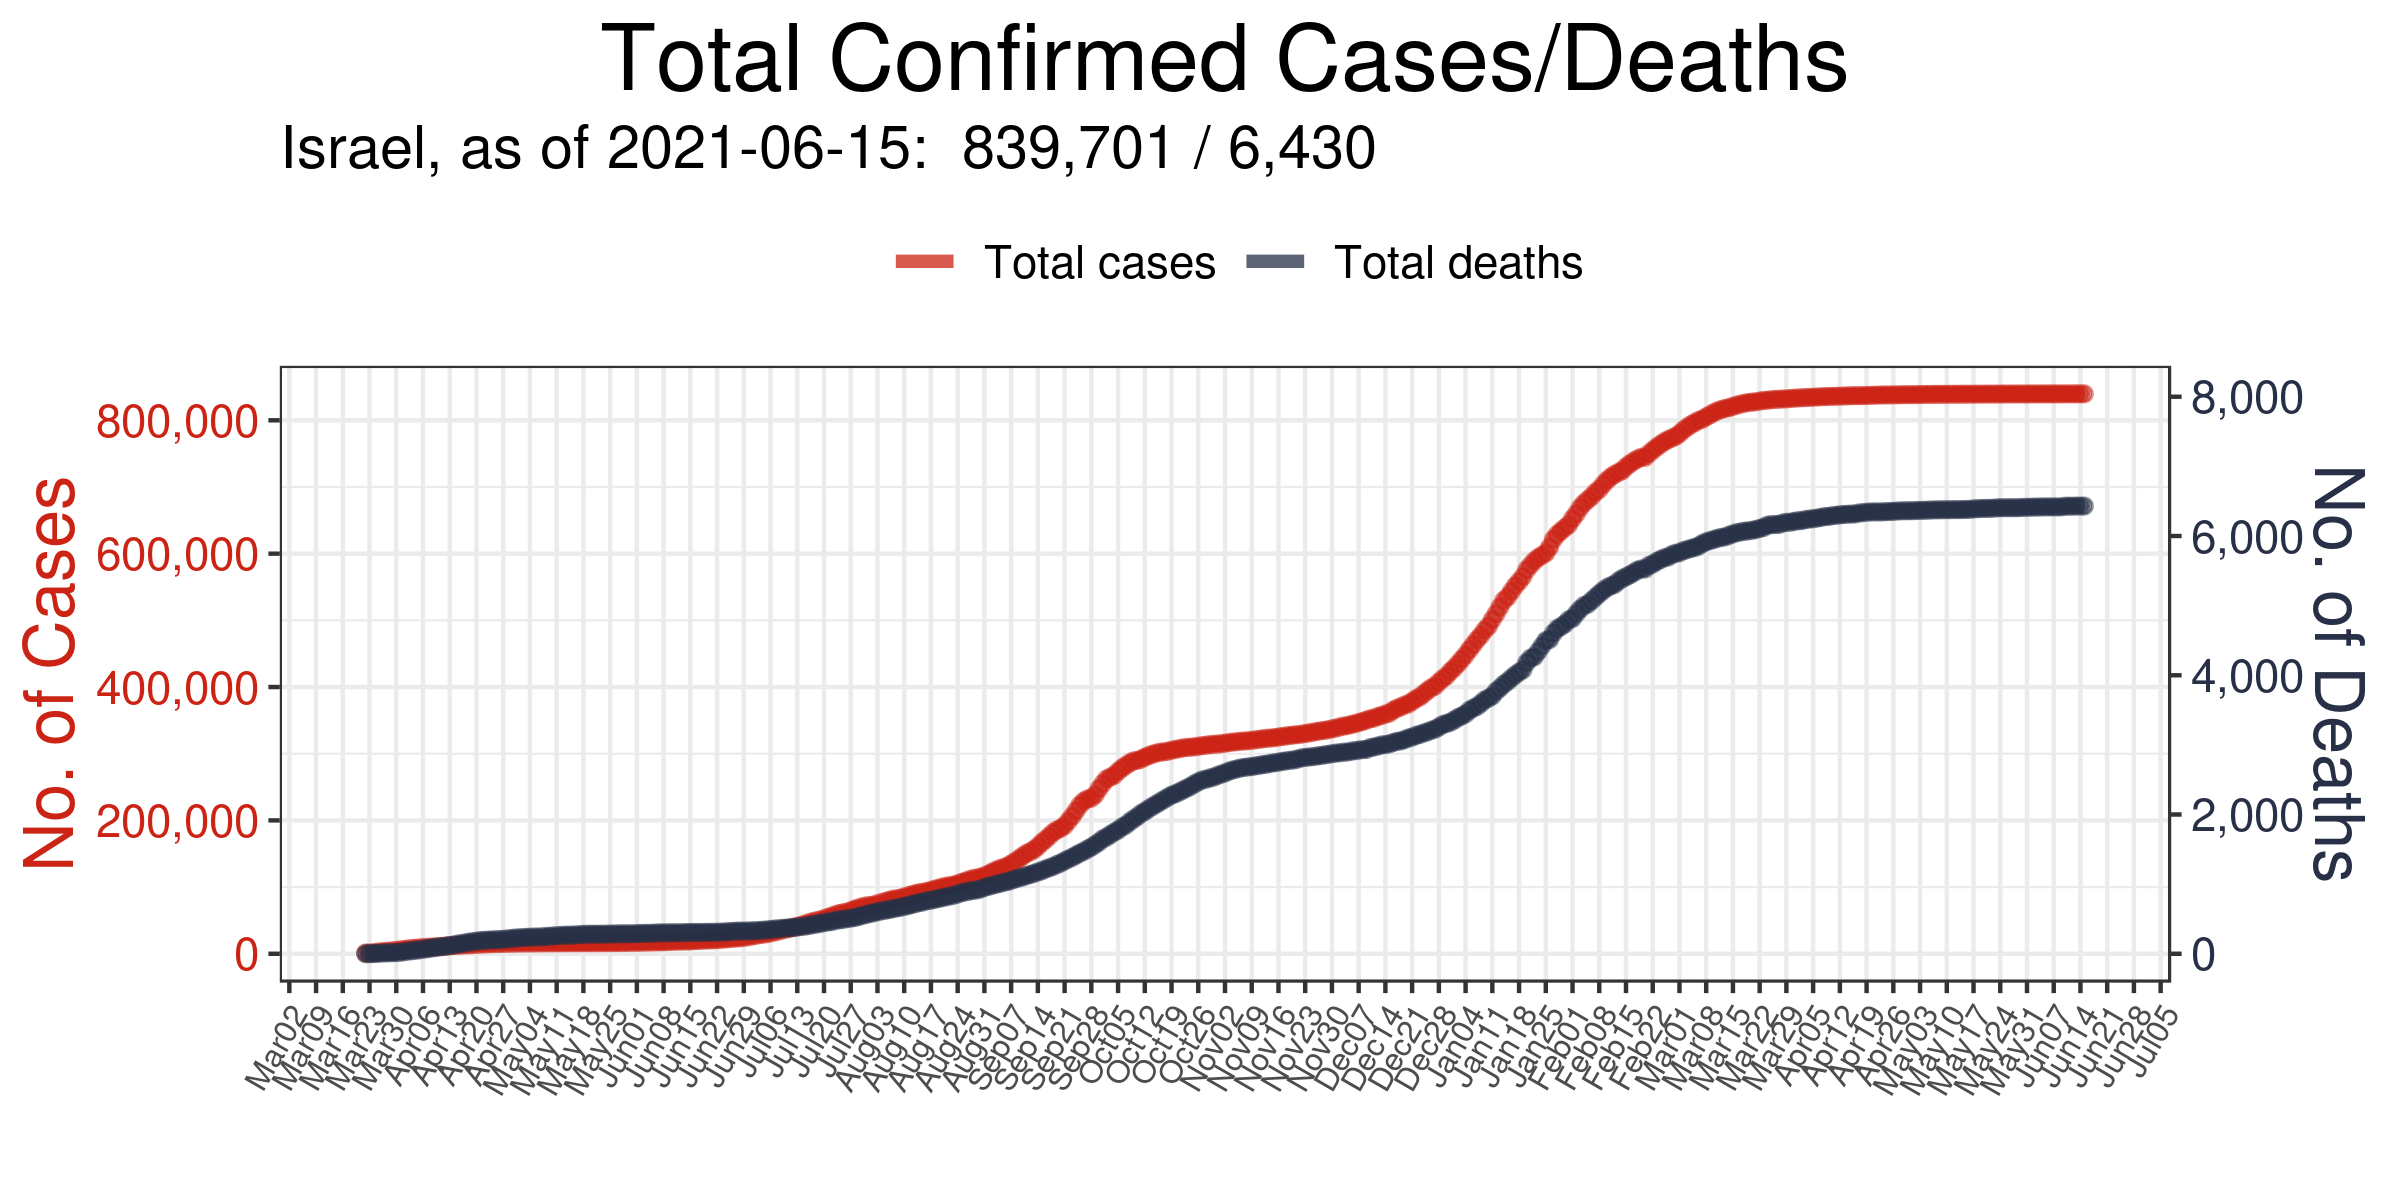 Total Confirmed Cases/Deaths
Israel, as of 2021-06-15: 839,701 / 6,430
Total cases
Total deaths
No. of Cases
800,000
600,000
400,000
200,000
0
8,000
6,000
4,000
2,000
0
No. of Deaths
Mar02
Mar09
Mar16
Mar23
Mar30
Apr06
Apr13
Apr20
Apr27
May04
May11
May18
May25
Jun01
Jun08
Jun15
Jun22
Jun29
Jul06
Jul13
Jul20
Jul27
Aug03
Aug10
Aug17
Aug24
Aug31
Sep07
Sep14
Sep21
Sep28
Oct05
Oct12
Oct19
Oct26
Nov02
Nov09
Nov16
Nov23
Nov30
Dec07
Dec14
Dec21
Dec28
Jan04
Jan11
Jan18
Jan25
Feb01
Feb08
Feb15
Feb22
Mar01
Mar08
Mar15
Mar22
Mar29
Apr05
Apr12
Apr19
Apr26
May03
May10
May17
May24
May31
Jun07
Jun14
Jun21
Jun28
Jul05